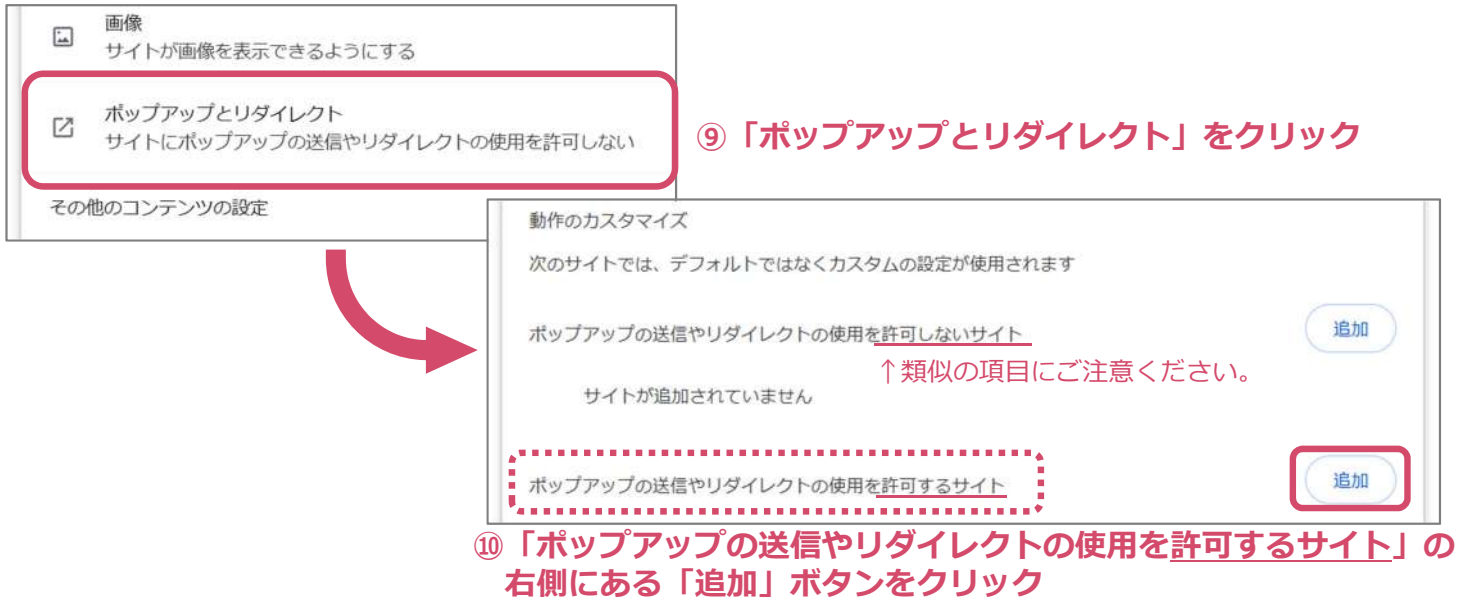 画像
サイトが画像を表示できるようにする
ポップアップとリダイレクト
サイトにポップアップの送信やリダイレクトの使用を許可しない
⑨「ポップアップとリダイレクト」をクリック
その他のコンテンツの設定
動作のカスタマイズ
次のサイトでは、デフォルトではなくカスタムの設定が使用されます
ポップアップの送信やリダイレクトの使用を許可しないサイト
追加
↑類似の項目にご注意ください。
サイトが追加されていません
ポップアップの送信やリダイレクトの使用を許可するサイト
追加
⑩「ポップアップの送信やリダイレクトの使用を許可するサイト」の
右側にある「追加」ボタンをクリック